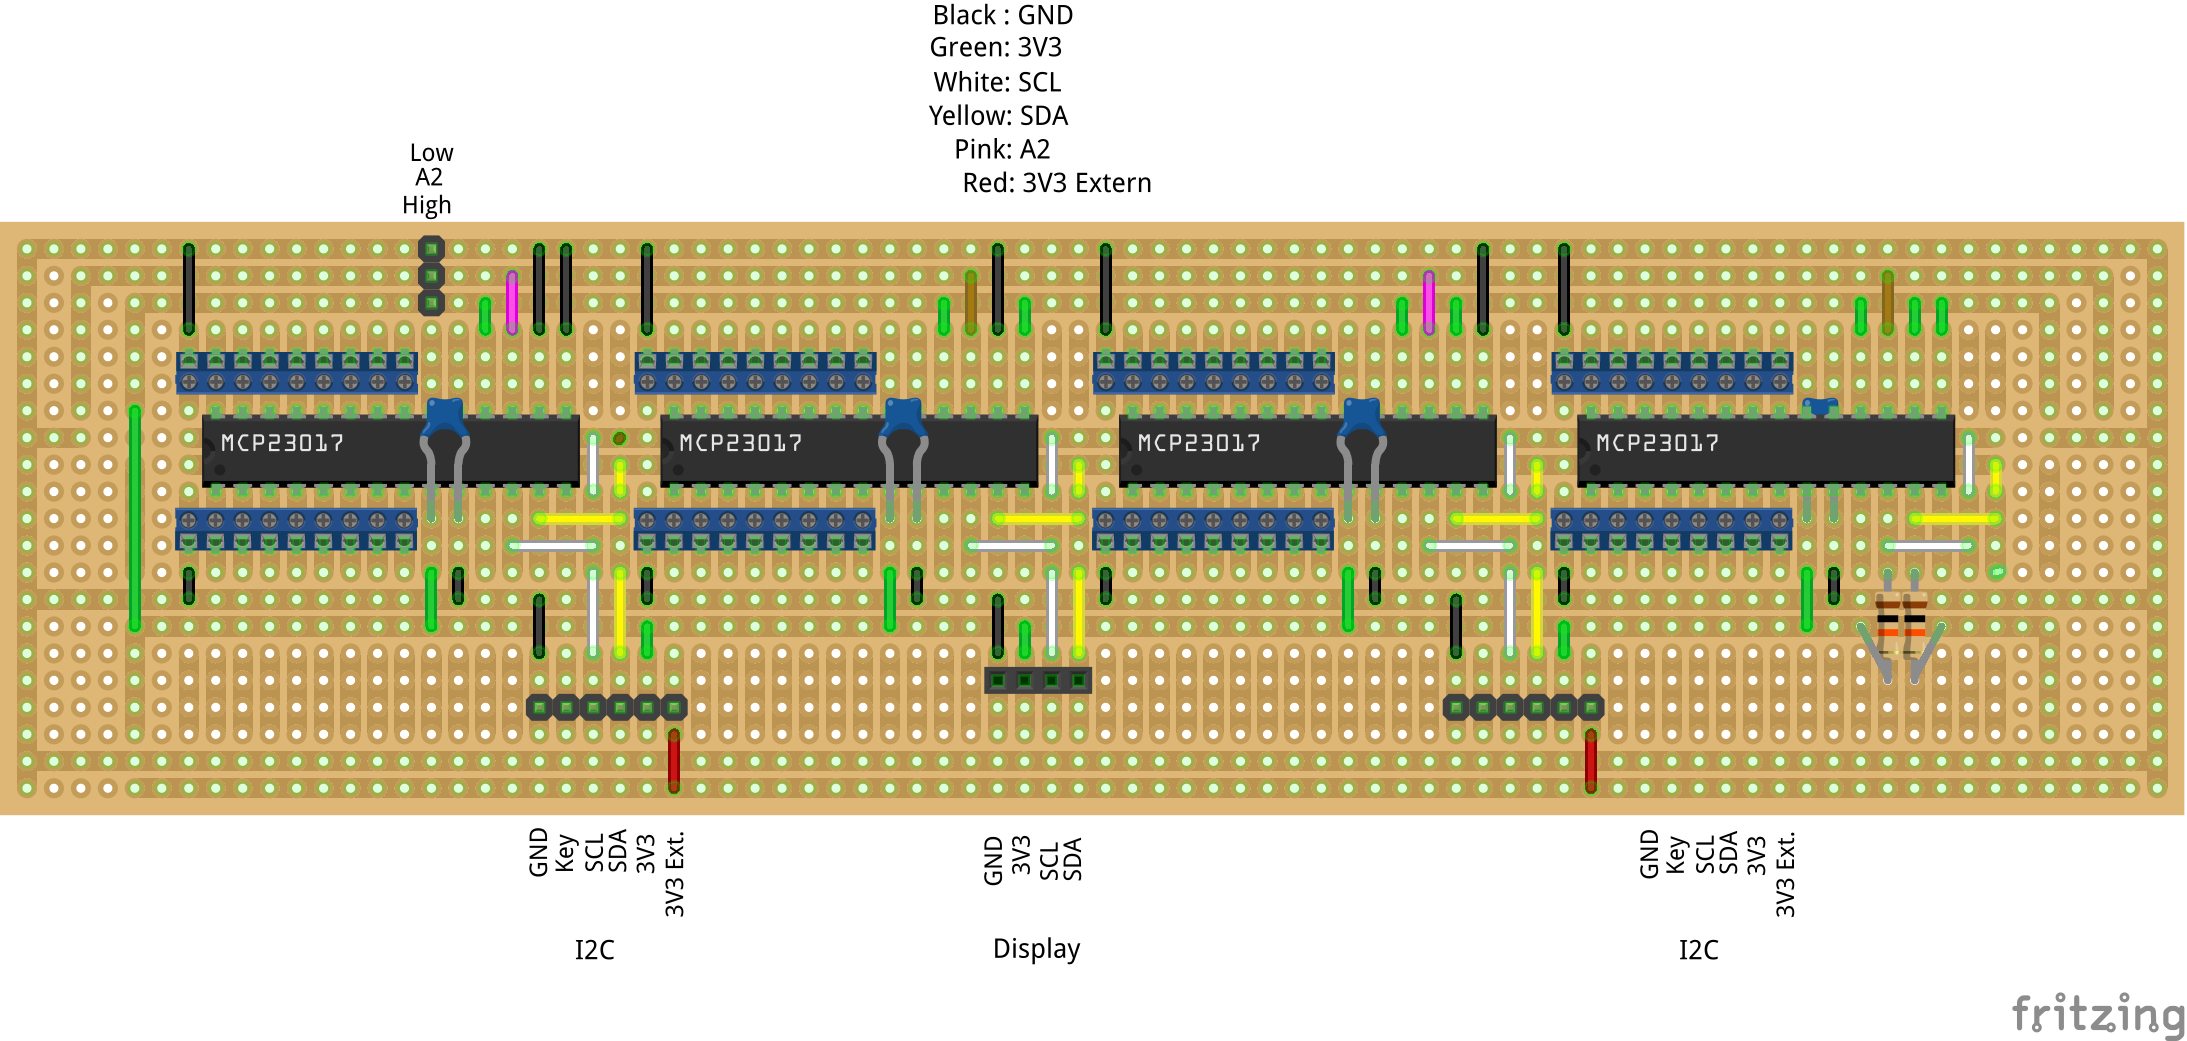 Black : GND
Green: 3V3
White: SCL
Yellow: SDA
Pink: A2
Red: 3V3 Extern
Low
A2
High
MCP23017
MCP23017
MCP23017
MCP23017
GND
Key
SCL
SDA
3V3
3V3 Ext.
GND
3V3
SCL
SDA
GND
Key
SCL
SDA
3V3
3V3 Ext.
I2C
Display
I2C
fritzing